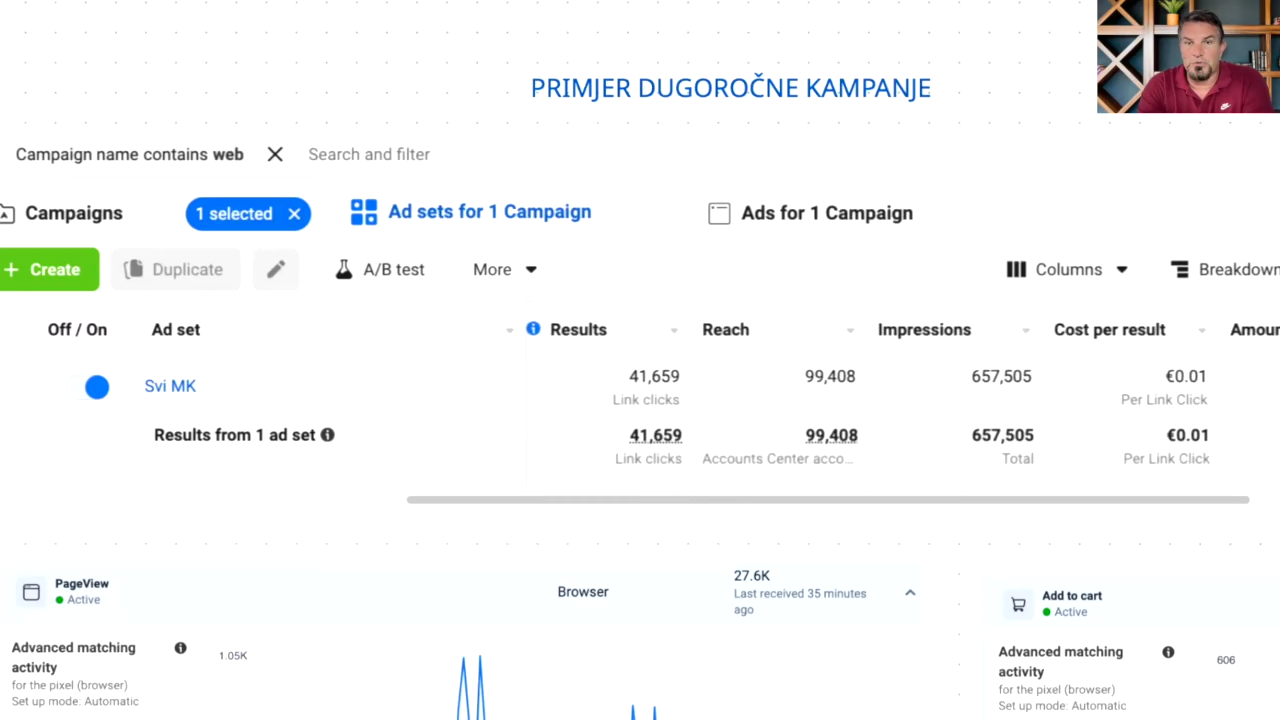 PRIMJER DUGOROČNE KAMPANJE
Campaign name contains web
Search and filter
Campaigns
1 selected
Ad sets for 1 Campaign
Ads for 1 Campaign
Create
Duplicate
A/B test
More
Columns
Breakdown
Off / On
Ad set
Results
Reach
Impressions
Cost per result
Amoun
Svi MK
41,659
99,408
657,505
€0.01
Link clicks
Per Link Click
Results from 1 ad set
41,659
99,408
657,505
€0.01
Link clicks
Accounts Center acco...
Total
Per Link Click
PageView
Active
Browser
27.6K
Last received 35 minutes
ago
Add to cart
Active
Advanced matching
activity
for the pixel (browser)
Set up mode: Automatic
1.05K
Advanced matching
activity
for the pixel (browser)
Set up mode: Automatic
606